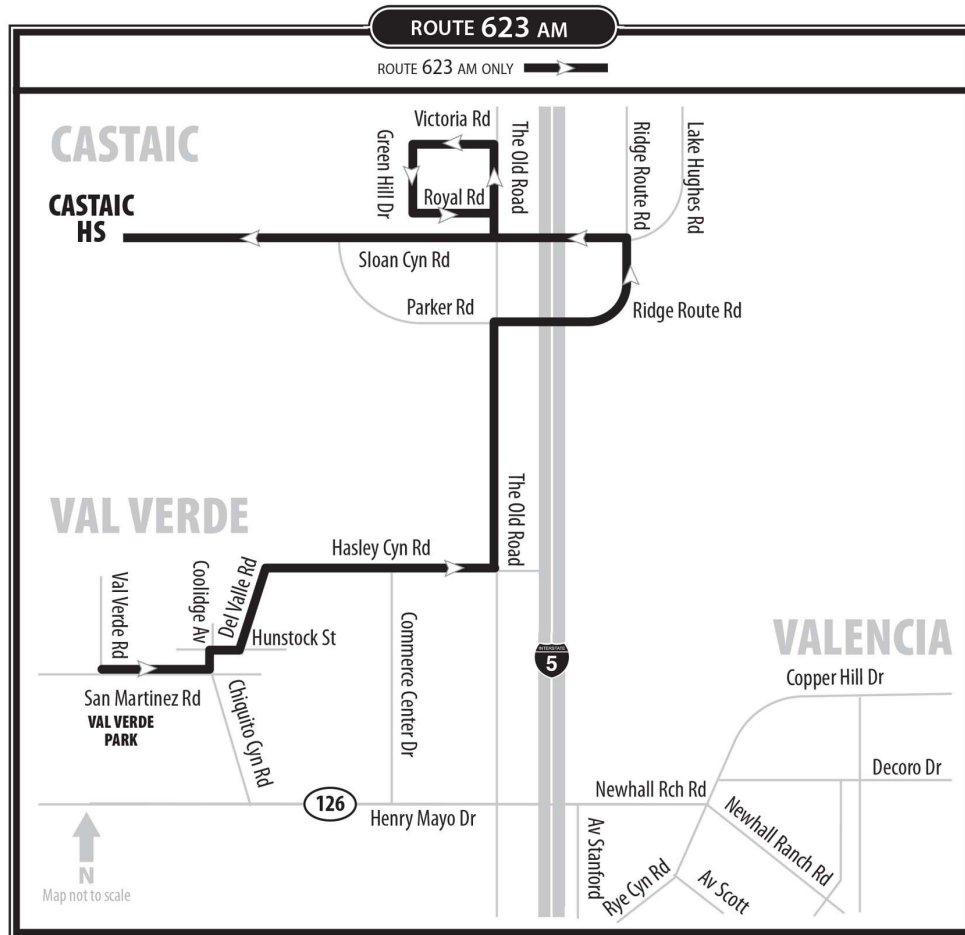 ROUTE 623 AM
ROUTE 623 AM ONLY
CASTAIC
CASTAIC
HS
Victoria Rd
Green Hill Dr
Royal Rd
The Old Road
Ridge Route Rd
Lake Hughes Rd
Sloan Cyn Rd
Parker Rd
Ridge Route Rd
VAL VERDE
Hasley Cyn Rd
The Old Road
Val Verde Rd
Coolidge Av
Del Valle Rd
Hunstock St
San Martinez Rd
VAL VERDE
PARK
Chiquito Cyn Rd
Commerce Center Dr
INTERSTATE
5
VALENCIA
Copper Hill Dr
Decoro Dr
Newhall Rch Rd
126
Henry Mayo Dr
Av Stanford
Rye Cyn Rd
Av Scott
Newhall Ranch Rd
N
Map not to scale